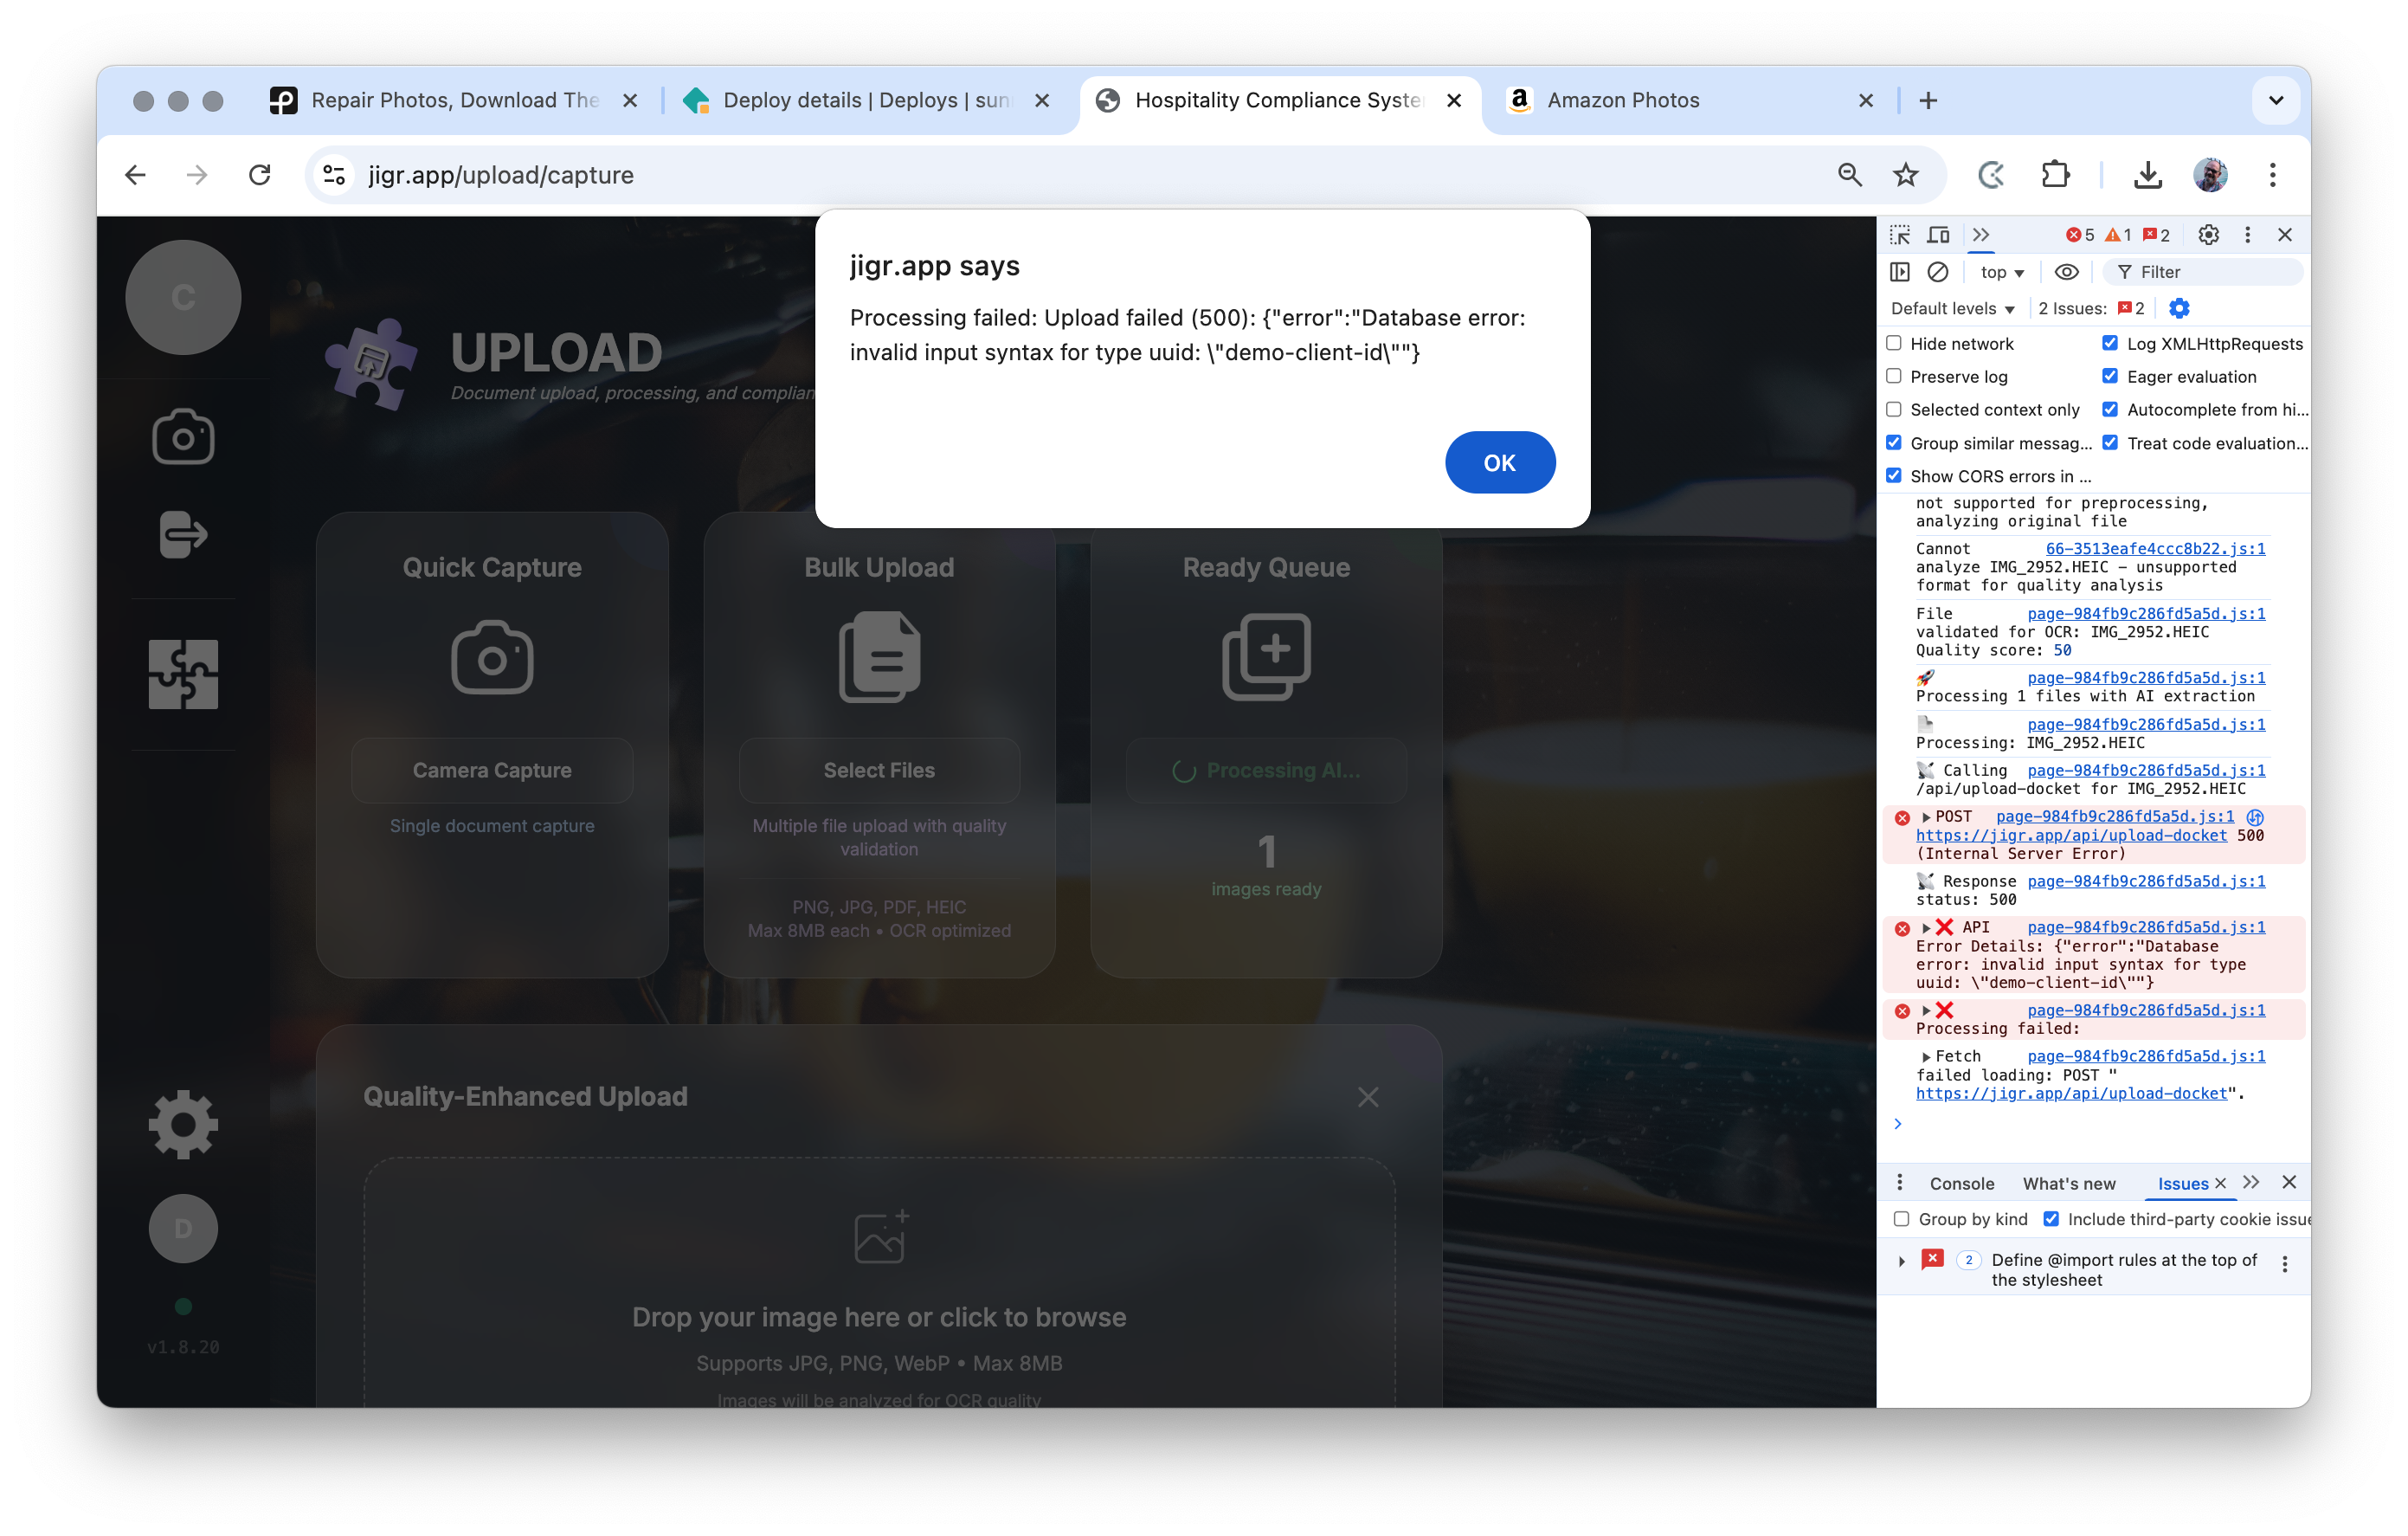 Repair Photos, Download The
Deploy details | Deploys | sun
Hospitality Compliance Syste
Amazon Photos
jigr.app/upload/capture
C
UPLOAD
Document upload, processing, and complian
jigr.app says
Processing failed: Upload failed (500): {"error":"Database error:
invalid input syntax for type uuid: \"demo-client-id\""}
OK
Quick Capture
Camera Capture
Single document capture
Bulk Upload
Select Files
Multiple file upload with quality
validation
PNG, JPG, PDF, HEIC
Max 8MB each • OCR optimized
Ready Queue
Processing AI...
1
images ready
Quality-Enhanced Upload
Drop your image here or click to browse
Supports JPG, PNG, WebP • Max 8MB
Images will be analyzed for OCR quality
D
v1.8.20
5 1 2
top
Filter
Default levels
2 Issues: 2
Hide network
Log XMLHttpRequests
Preserve log
Eager evaluation
Selected context only
Autocomplete from hi...
Group similar messag...
Treat code evaluation...
Show CORS errors in ...
not supported for preprocessing,
analyzing original file
Cannot 66-3513eafe4ccc8b22.js:1
analyze IMG_2952.HEIC – unsupported
format for quality analysis
File page-984fb9c286fd5a5d.js:1
validated for OCR: IMG_2952.HEIC
Quality score: 50
🚀 page-984fb9c286fd5a5d.js:1
Processing 1 files with AI extraction
📄 page-984fb9c286fd5a5d.js:1
Processing: IMG_2952.HEIC
📡 Calling page-984fb9c286fd5a5d.js:1
/api/upload-docket for IMG_2952.HEIC
POST page-984fb9c286fd5a5d.js:1
https://jigr.app/api/upload-docket 500
(Internal Server Error)
📡 Response page-984fb9c286fd5a5d.js:1
status: 500
❌ API page-984fb9c286fd5a5d.js:1
Error Details: {"error":"Database
error: invalid input syntax for type
uuid: \"demo-client-id\""}
❌ page-984fb9c286fd5a5d.js:1
Processing failed:
Fetch page-984fb9c286fd5a5d.js:1
failed loading: POST "
https://jigr.app/api/upload-docket".
Console
What's new
Issues
Group by kind
Include third-party cookie issue
2 Define @import rules at the top of
the stylesheet